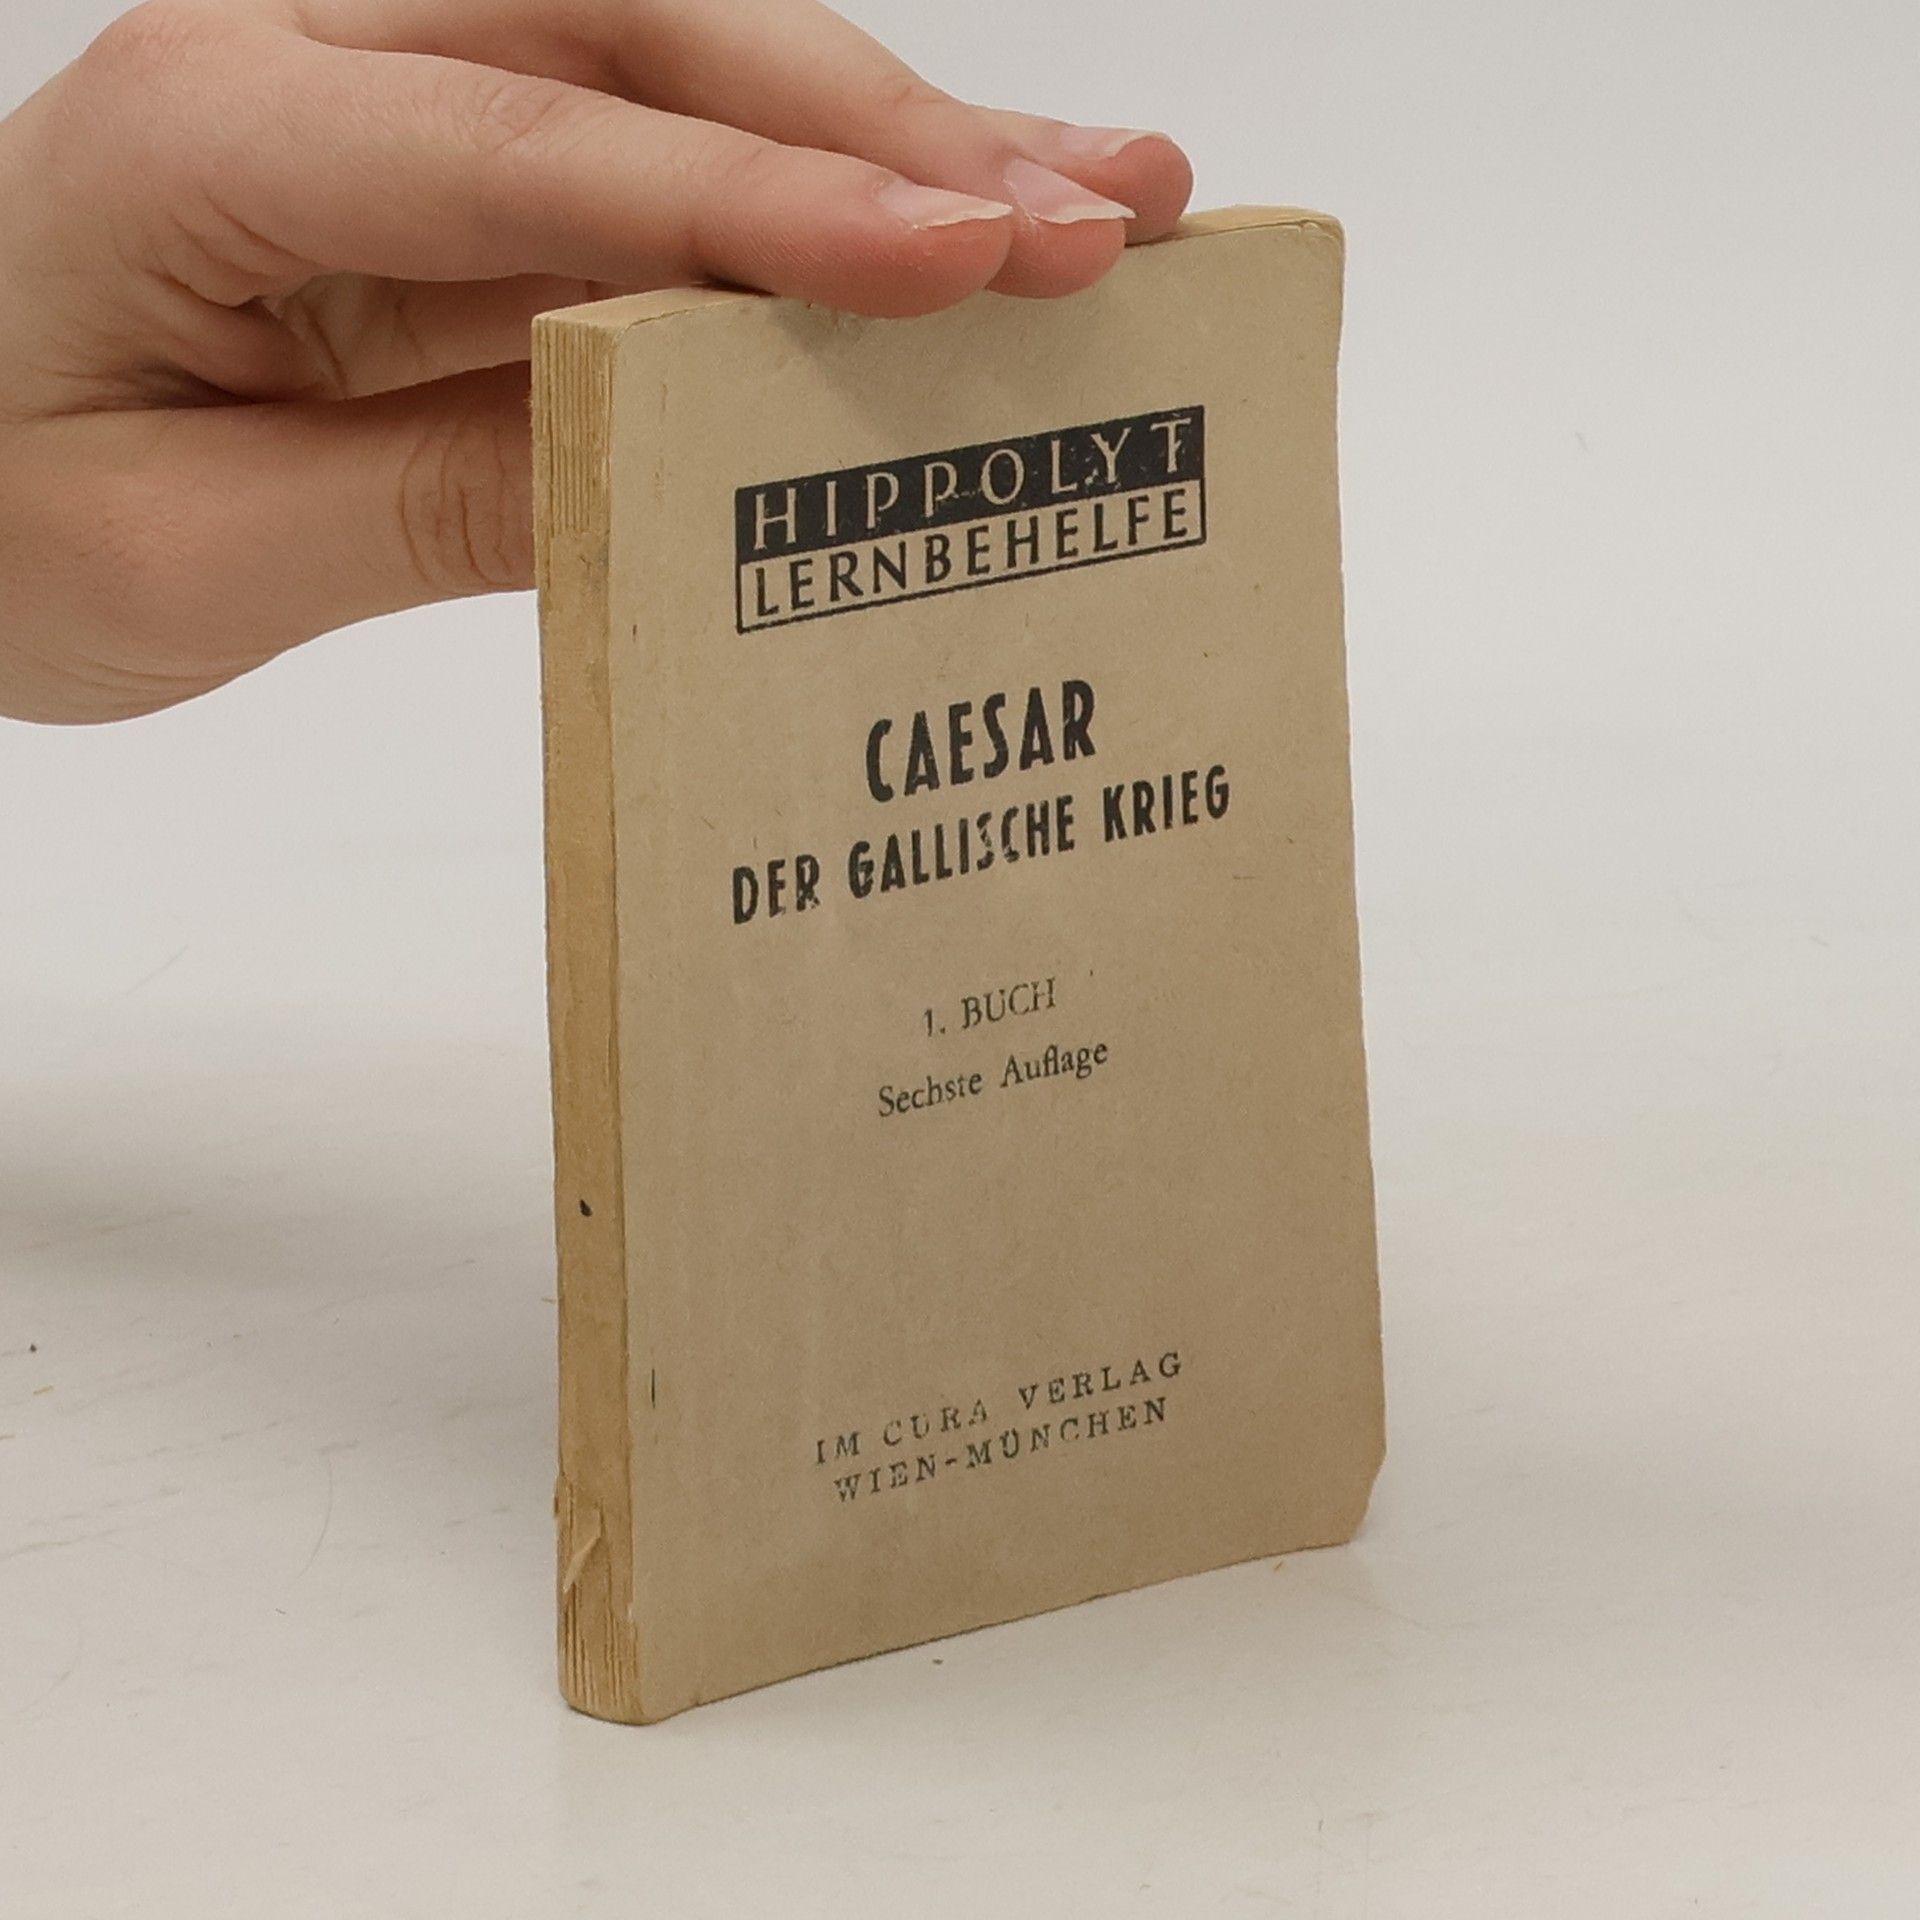 HIPPOLYT
LERNBEHELFE
CAESAR
DER GALLISCHE KRIEG
1. BUCH
Sechste Auflage
IM CURA VERLAG
WIEN-MÜNCHEN